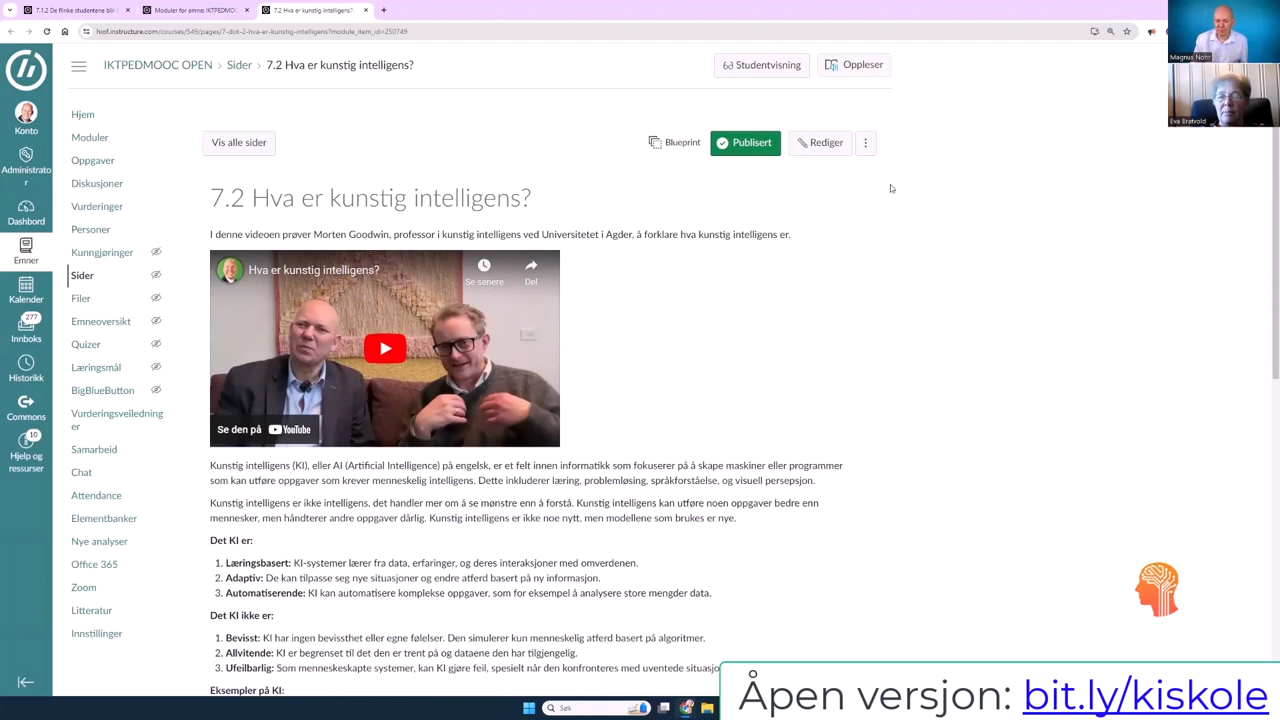 7.1.2 De flinke studentene blir
Moduler for emne: IKTPEDMOOC
7.2 Hva er kunstig intelligens?
hiof.instructure.com/courses/549/pages/7-dot-2-hva-er-kunstig-intelligens?module_item_id=250749
Magnus Nohr
Eva Bratvold
IKTPEDMOOC OPEN > Sider > 7.2 Hva er kunstig intelligens?
Studentvisning
Oppleser
Konto
Administrato
r
Dashbord
Emner
Kalender
277
Innboks
Historikk
Commons
10
Hjelp og
ressurser
Hjem
Moduler
Oppgaver
Diskusjoner
Vurderinger
Personer
Kunngjøringer
Sider
Filer
Emneoversikt
Quizer
Læringsmål
BigBlueButton
Vurderingsveiledning
er
Samarbeid
Chat
Attendance
Elementbanker
Nye analyser
Office 365
Zoom
Litteratur
Innstillinger
Vis alle sider
Blueprint
Publisert
Rediger
7.2 Hva er kunstig intelligens?
I denne videoen prøver Morten Goodwin, professor i kunstig intelligens ved Universitetet i Agder, å forklare hva kunstig intelligens er.
Hva er kunstig intelligens?
Se senere
Del
Se den på YouTube
Kunstig intelligens (KI), eller AI (Artificial Intelligence) på engelsk, er et felt innen informatikk som fokuserer på å skape maskiner eller programmer
som kan utføre oppgaver som krever menneskelig intelligens. Dette inkluderer læring, problemløsing, språkforståelse, og visuell persepsjon.
Kunstig intelligens er ikke intelligens, det handler mer om å se mønstre enn å forstå. Kunstig intelligens kan utføre noen oppgaver bedre enn
mennesker, men håndterer andre oppgaver dårlig. Kunstig intelligens er ikke noe nytt, men modellene som brukes er nye.
Det KI er:
1. Læringsbasert: KI-systemer lærer fra data, erfaringer, og deres interaksjoner med omverdenen.
2. Adaptiv: De kan tilpasse seg nye situasjoner og endre atferd basert på ny informasjon.
3. Automatiserende: KI kan automatisere komplekse oppgaver, som for eksempel å analysere store mengder data.
Det KI ikke er:
1. Bevisst: KI har ingen bevissthet eller egne følelser. Den simulerer kun menneskelig atferd basert på algoritmer.
2. Allvitende: KI er begrenset til det den er trent på og dataene den har tilgjengelig.
3. Ufeilbarlig: Som menneskeskapte systemer, kan KI gjøre feil, spesielt når den konfronteres med uventede situasjo
Eksempler på KI:
Søk
Åpen versjon: bit.ly/kiskole